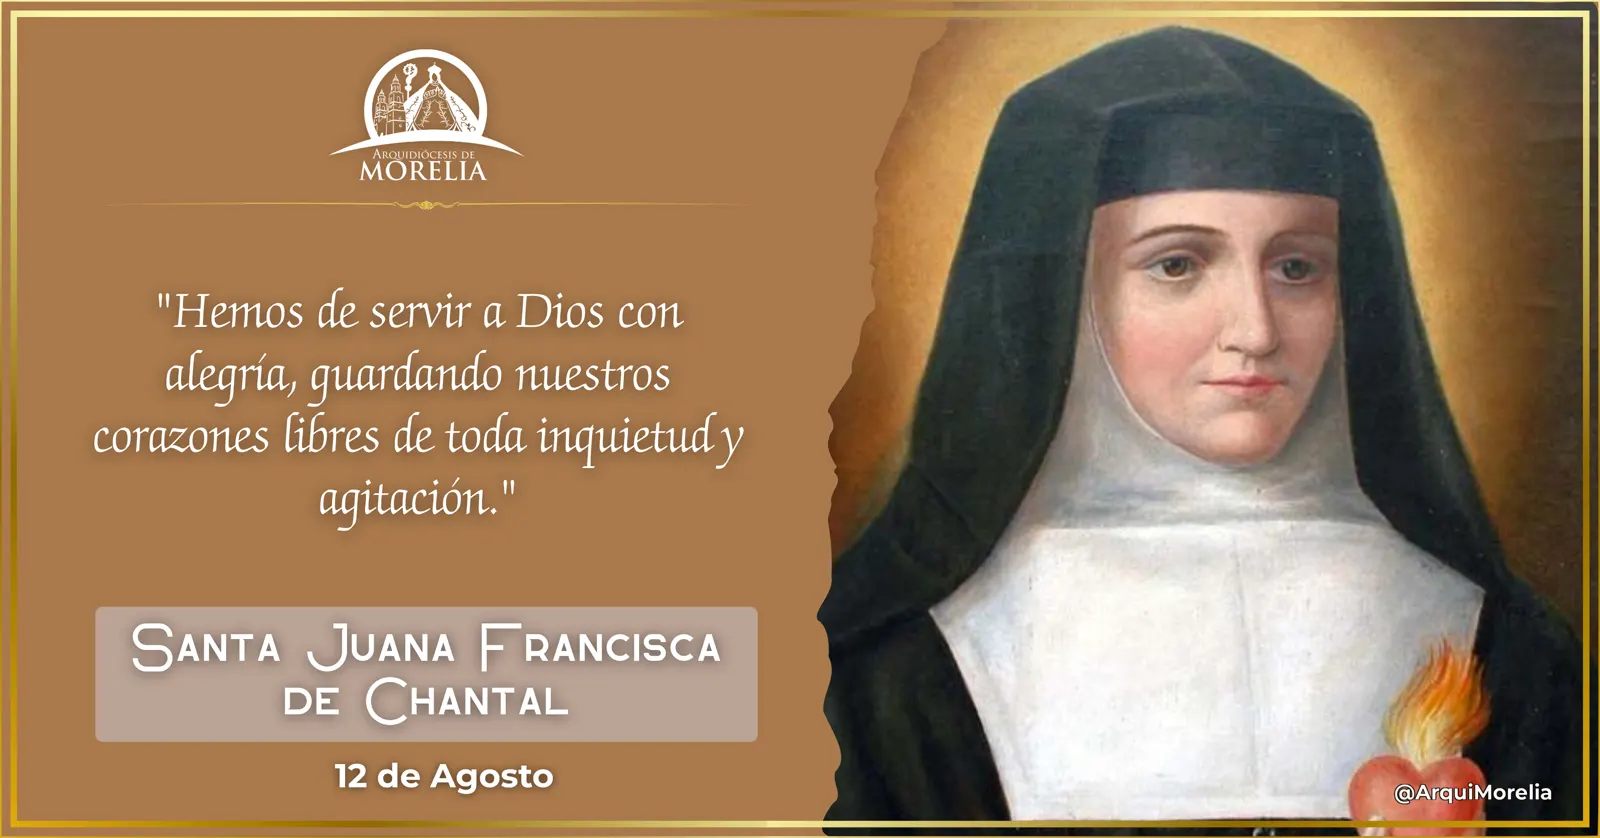 ARQUIDIÓCESIS DE
MORELIA
"Hemos de servir a Dios con
alegría, guardando nuestros
corazones libres de toda inquietud y
agitación."
SANTA JUANA FRANCISCA
DE CHANTAL
12 de Agosto
@ArquiMorelia